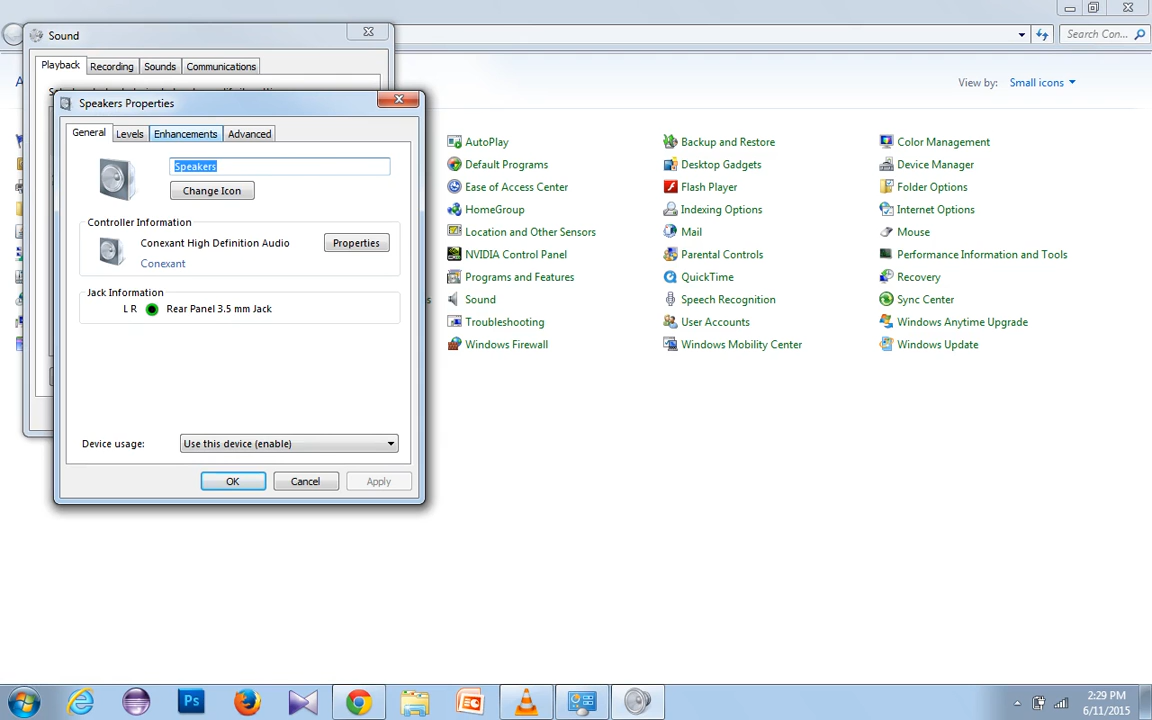 Sound
Search Con...
Playback
Recording
Sounds
Communications
View by:
Small icons
Speakers Properties
General
Levels
Enhancements
Advanced
Speakers
Change Icon
Controller Information
Conexant High Definition Audio
Properties
Conexant
Jack Information
L R
Rear Panel 3.5 mm Jack
Device usage:
Use this device (enable)
OK
Cancel
Apply
AutoPlay
Backup and Restore
Color Management
Default Programs
Desktop Gadgets
Device Manager
Ease of Access Center
Flash Player
Folder Options
HomeGroup
Indexing Options
Internet Options
Location and Other Sensors
Mail
Mouse
NVIDIA Control Panel
Parental Controls
Performance Information and Tools
Programs and Features
QuickTime
Recovery
Sound
Speech Recognition
Sync Center
Troubleshooting
User Accounts
Windows Anytime Upgrade
Windows Firewall
Windows Mobility Center
Windows Update
Ps
2:29 PM
6/11/2015